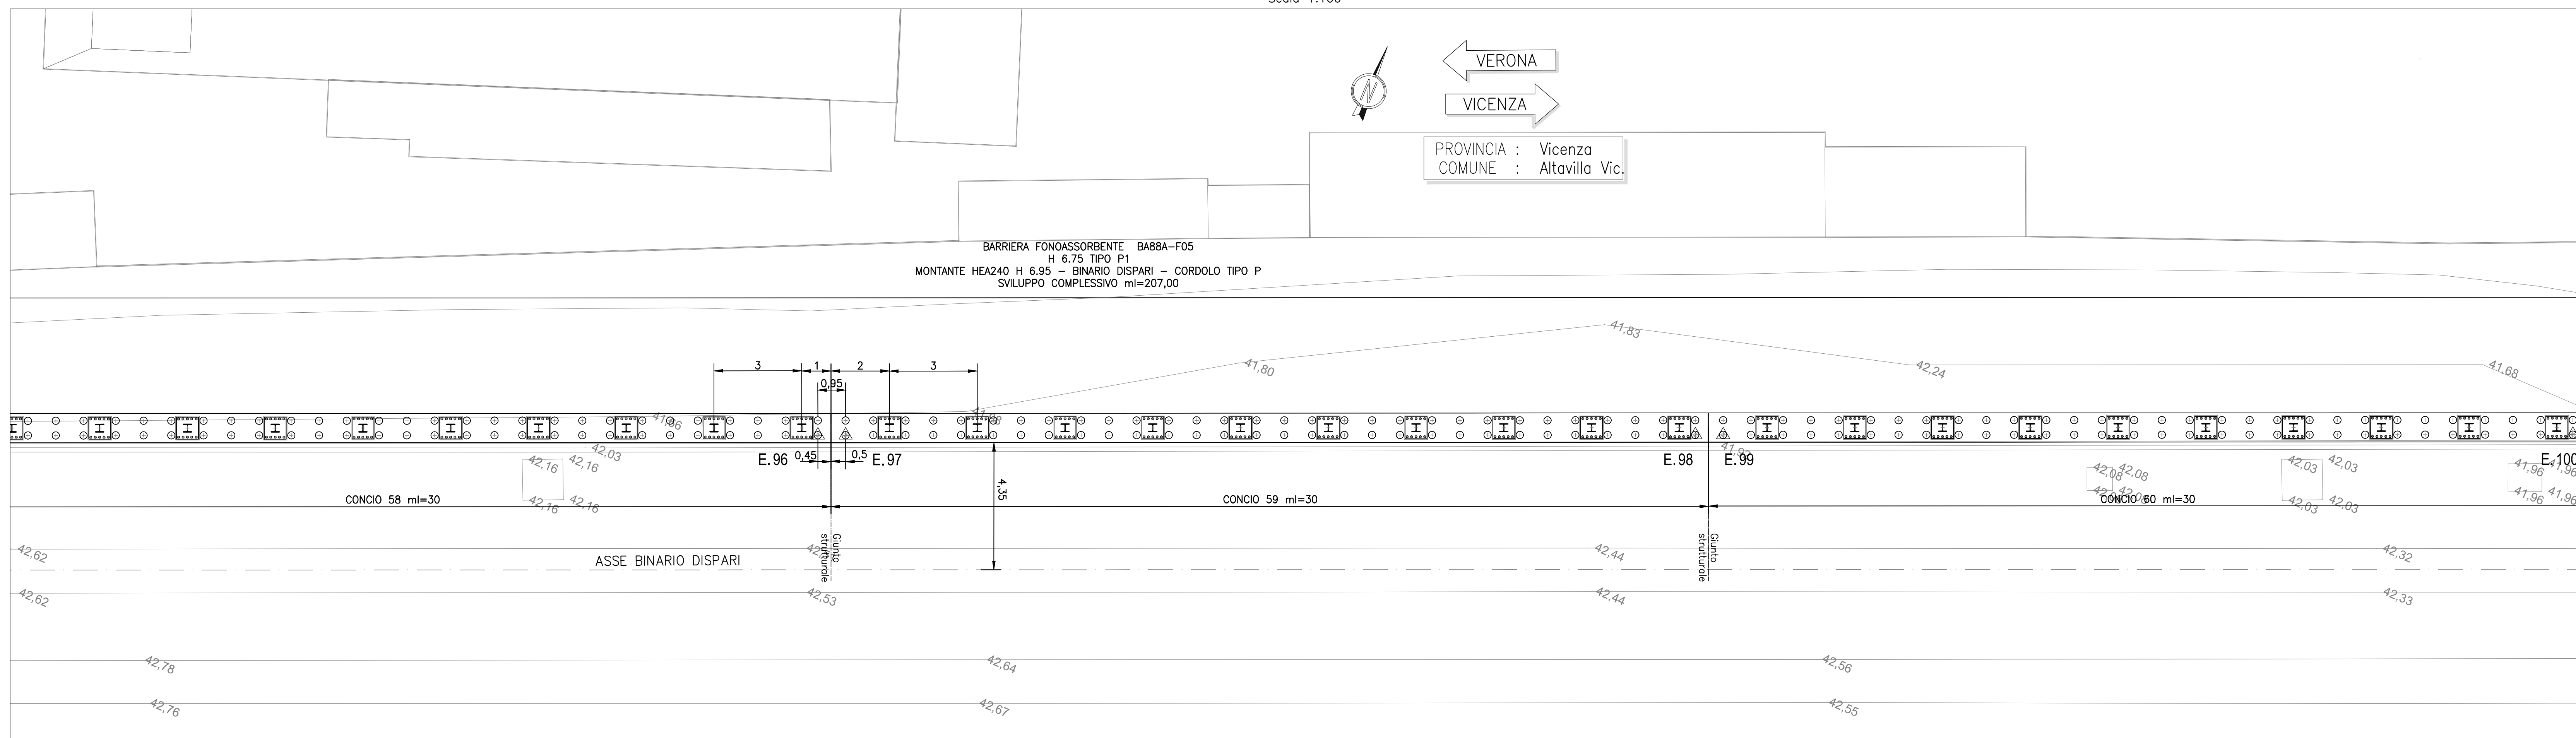 VERONA
VICENZA
N
PROVINCIA : Vicenza
COMUNE : Altavilla Vic.
BARRIERA FONOASSORBENTE BA88A-F05
H 6.75 TIPO P1
MONTANTE HEA240 H 6.95 - BINARIO DISPARI - CORDOLO TIPO P
SVILUPPO COMPLESSIVO ml=207,00
41,83
41,80
42,24
41,68
3
1
2
3
0,95
41,86
42,03
E.96
0,45
0,5
E.97
E.98
E.99
E.100
4,35
42,16
42,16
42,16
42,16
42,08
42,08
42,03
42,03
42,03
42,03
41,96
41,96
41,96
41,96
CONCIO 58 ml=30
CONCIO 59 ml=30
CONCIO 60 ml=30
Giunto
strutturale
Giunto
strutturale
ASSE BINARIO DISPARI
42,62
42,44
42,32
42,62
42,53
42,44
42,33
42,78
42,64
42,56
42,76
42,67
42,55